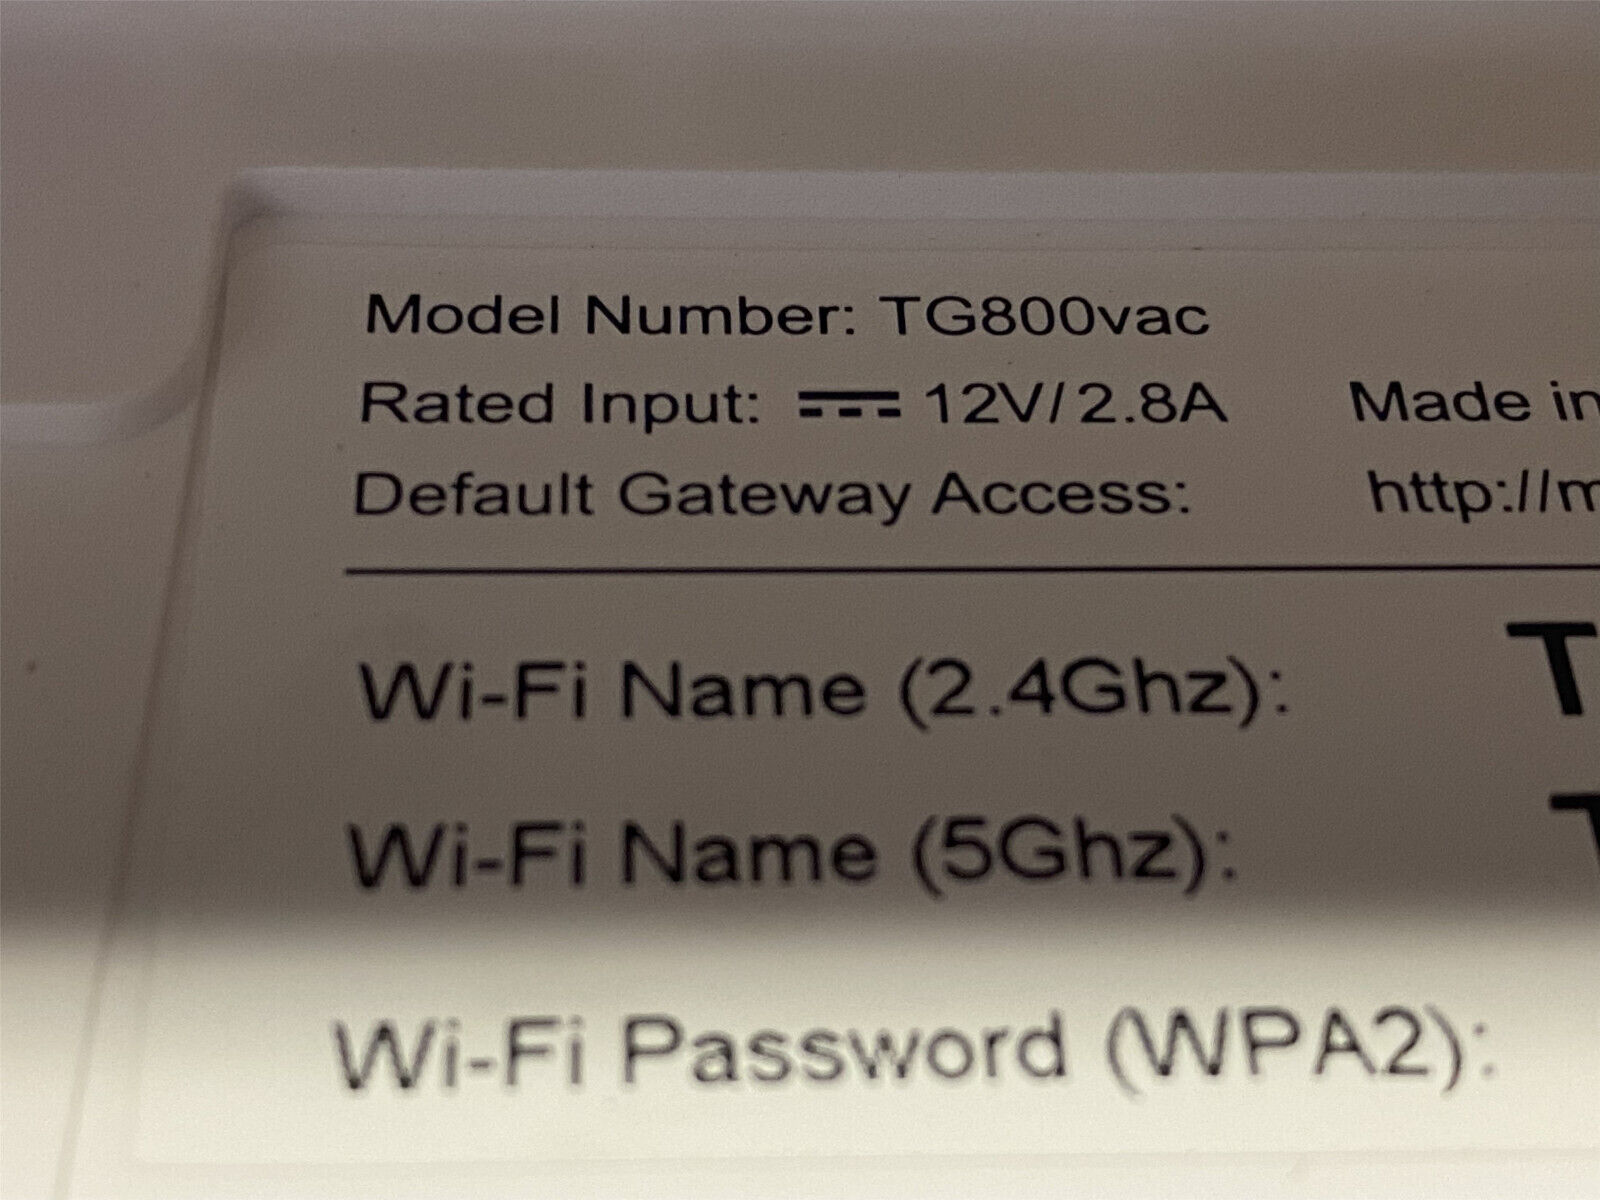 Model Number: TG800vac
Rated Input: ⎓ 12V/2.8A Made in
Default Gateway Access: http://m
Wi-Fi Name (2.4Ghz): T
Wi-Fi Name (5Ghz): T
Wi-Fi Password (WPA2):